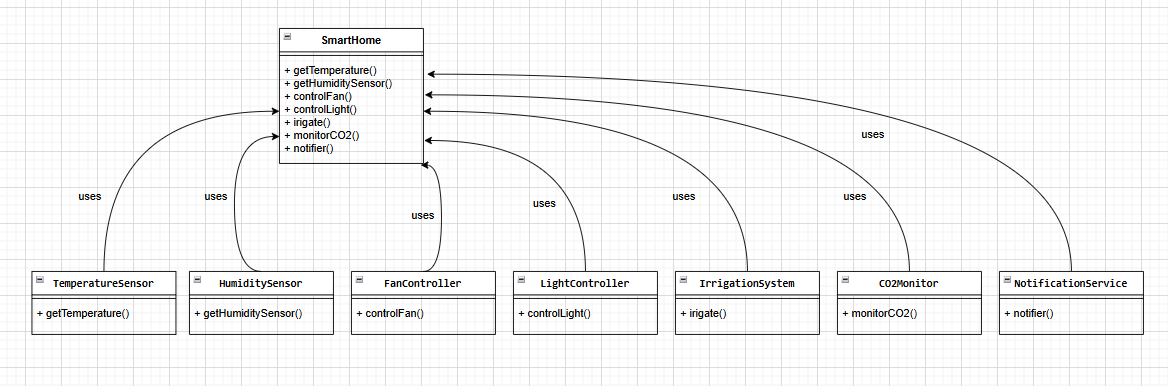 SmartHome
+ getTemperature()
+ getHumiditySensor()
+ controlFan()
+ controlLight()
+ irigate()
+ monitorCO2()
+ notifier()
uses
uses
uses
uses
uses
uses
uses
TemperatureSensor
+ getTemperature()
HumiditySensor
+ getHumiditySensor()
FanController
+ controlFan()
LightController
+ controlLight()
IrrigationSystem
+ irigate()
CO2Monitor
+ monitorCO2()
NotificationService
+ notifier()